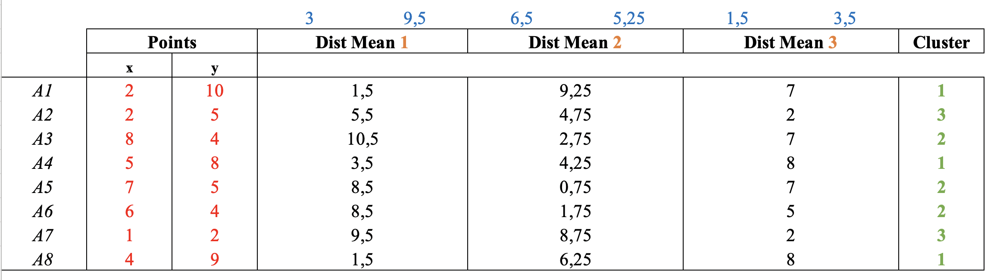 3 9,5 6,5 5,25 1,5 3,5
Points Dist Mean 1 Dist Mean 2 Dist Mean 3 Cluster
x y
A1 2 10 1,5 9,25 7 1
A2 2 5 5,5 4,75 2 3
A3 8 4 10,5 2,75 7 2
A4 5 8 3,5 4,25 8 1
A5 7 5 8,5 0,75 7 2
A6 6 4 8,5 1,75 5 2
A7 1 2 9,5 8,75 2 3
A8 4 9 1,5 6,25 8 1